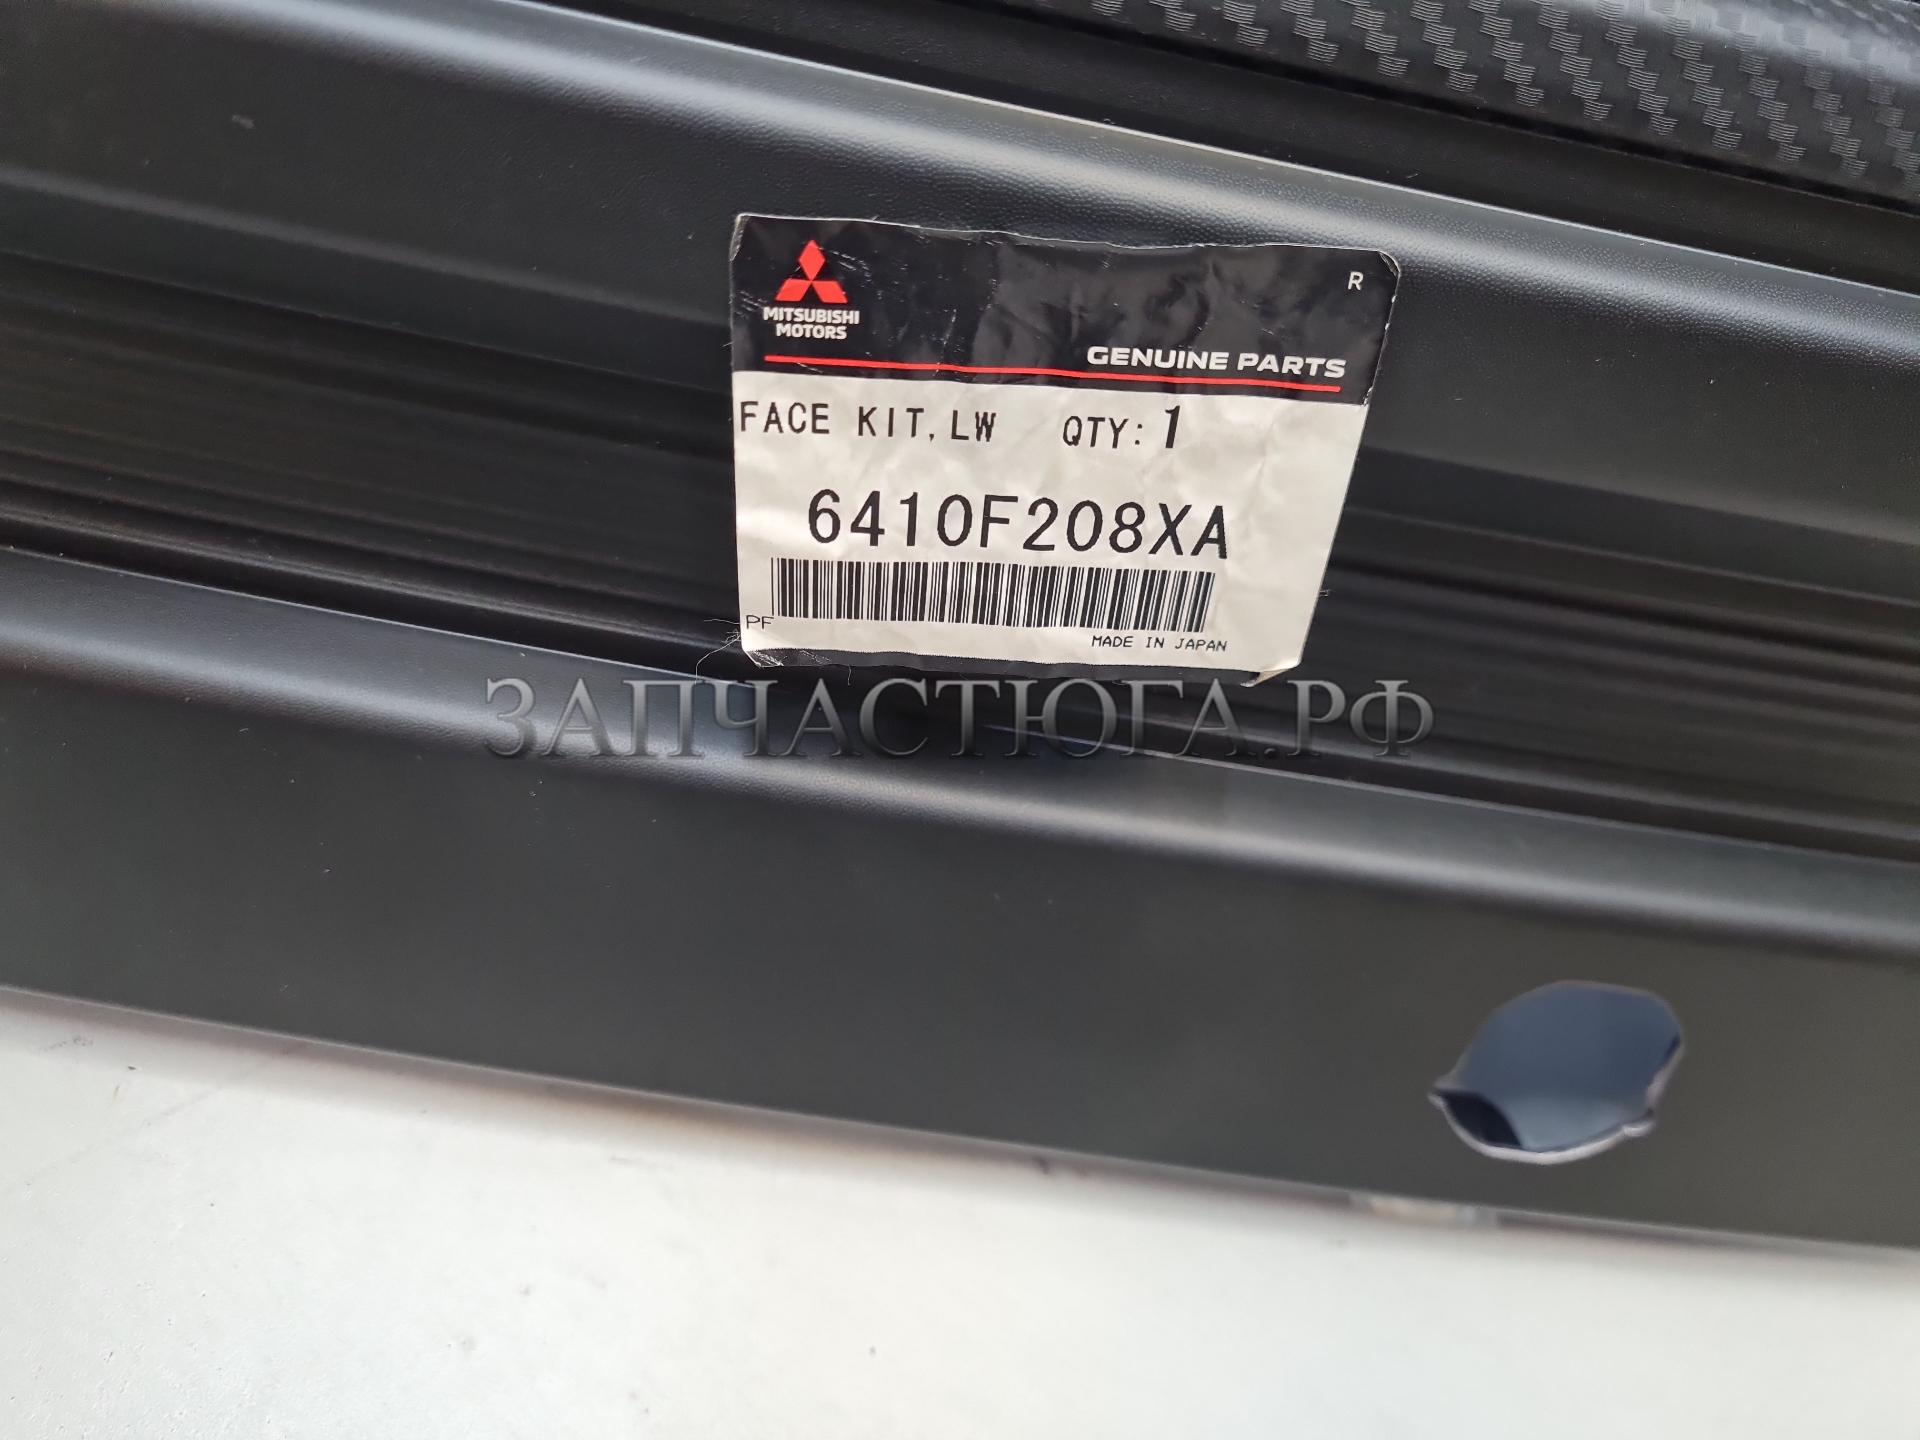 R
MITSUBISHI
MOTORS
GENUINE PARTS
FACE KIT, LW QTY: 1
6410F208XA
PF
MADE IN JAPAN
ЗАПЧАСТЮГА.РФ